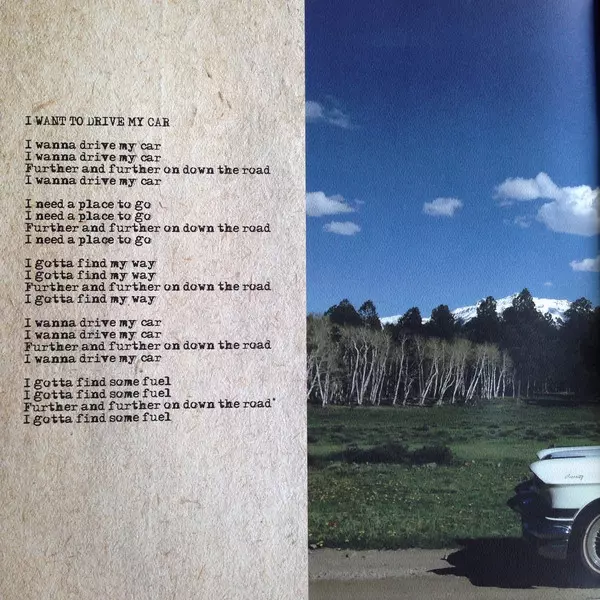 I WANT TO DRIVE MY CAR
I wanna drive my car
I wanna drive my car
Further and further on down the road
I wanna drive my car
I need a place to go
I need a place to go
Further and further on down the road
I need a place to go
I gotta find my way
I gotta find my way
Further and further on down the road
I gotta find my way
I wanna drive my car
I wanna drive my car
Further and further on down the road
I wanna drive my car
I gotta find some fuel
I gotta find some fuel
Further and further on down the road
I gotta find some fuel